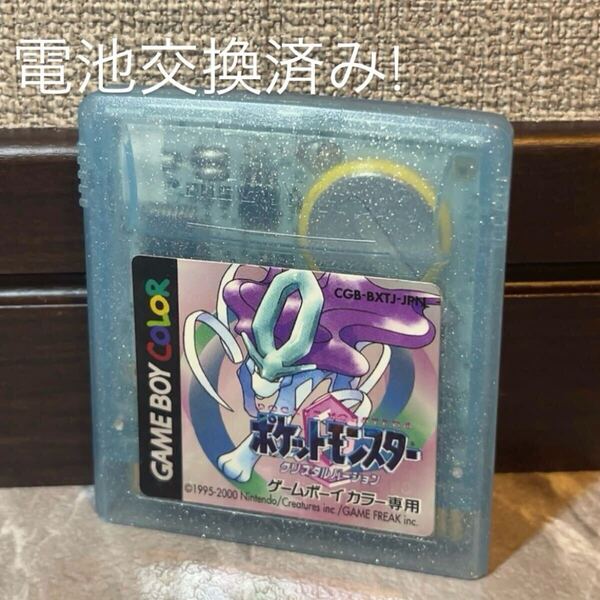 電池交換済み!
CGB-BXTJ-JPN
GAME BOY COLOR
ポケットモンスター
クリスタルバージョン
ゲームボーイカラー専用
©1995-2000 Nintendo/Creatures inc./GAME FREAK inc.